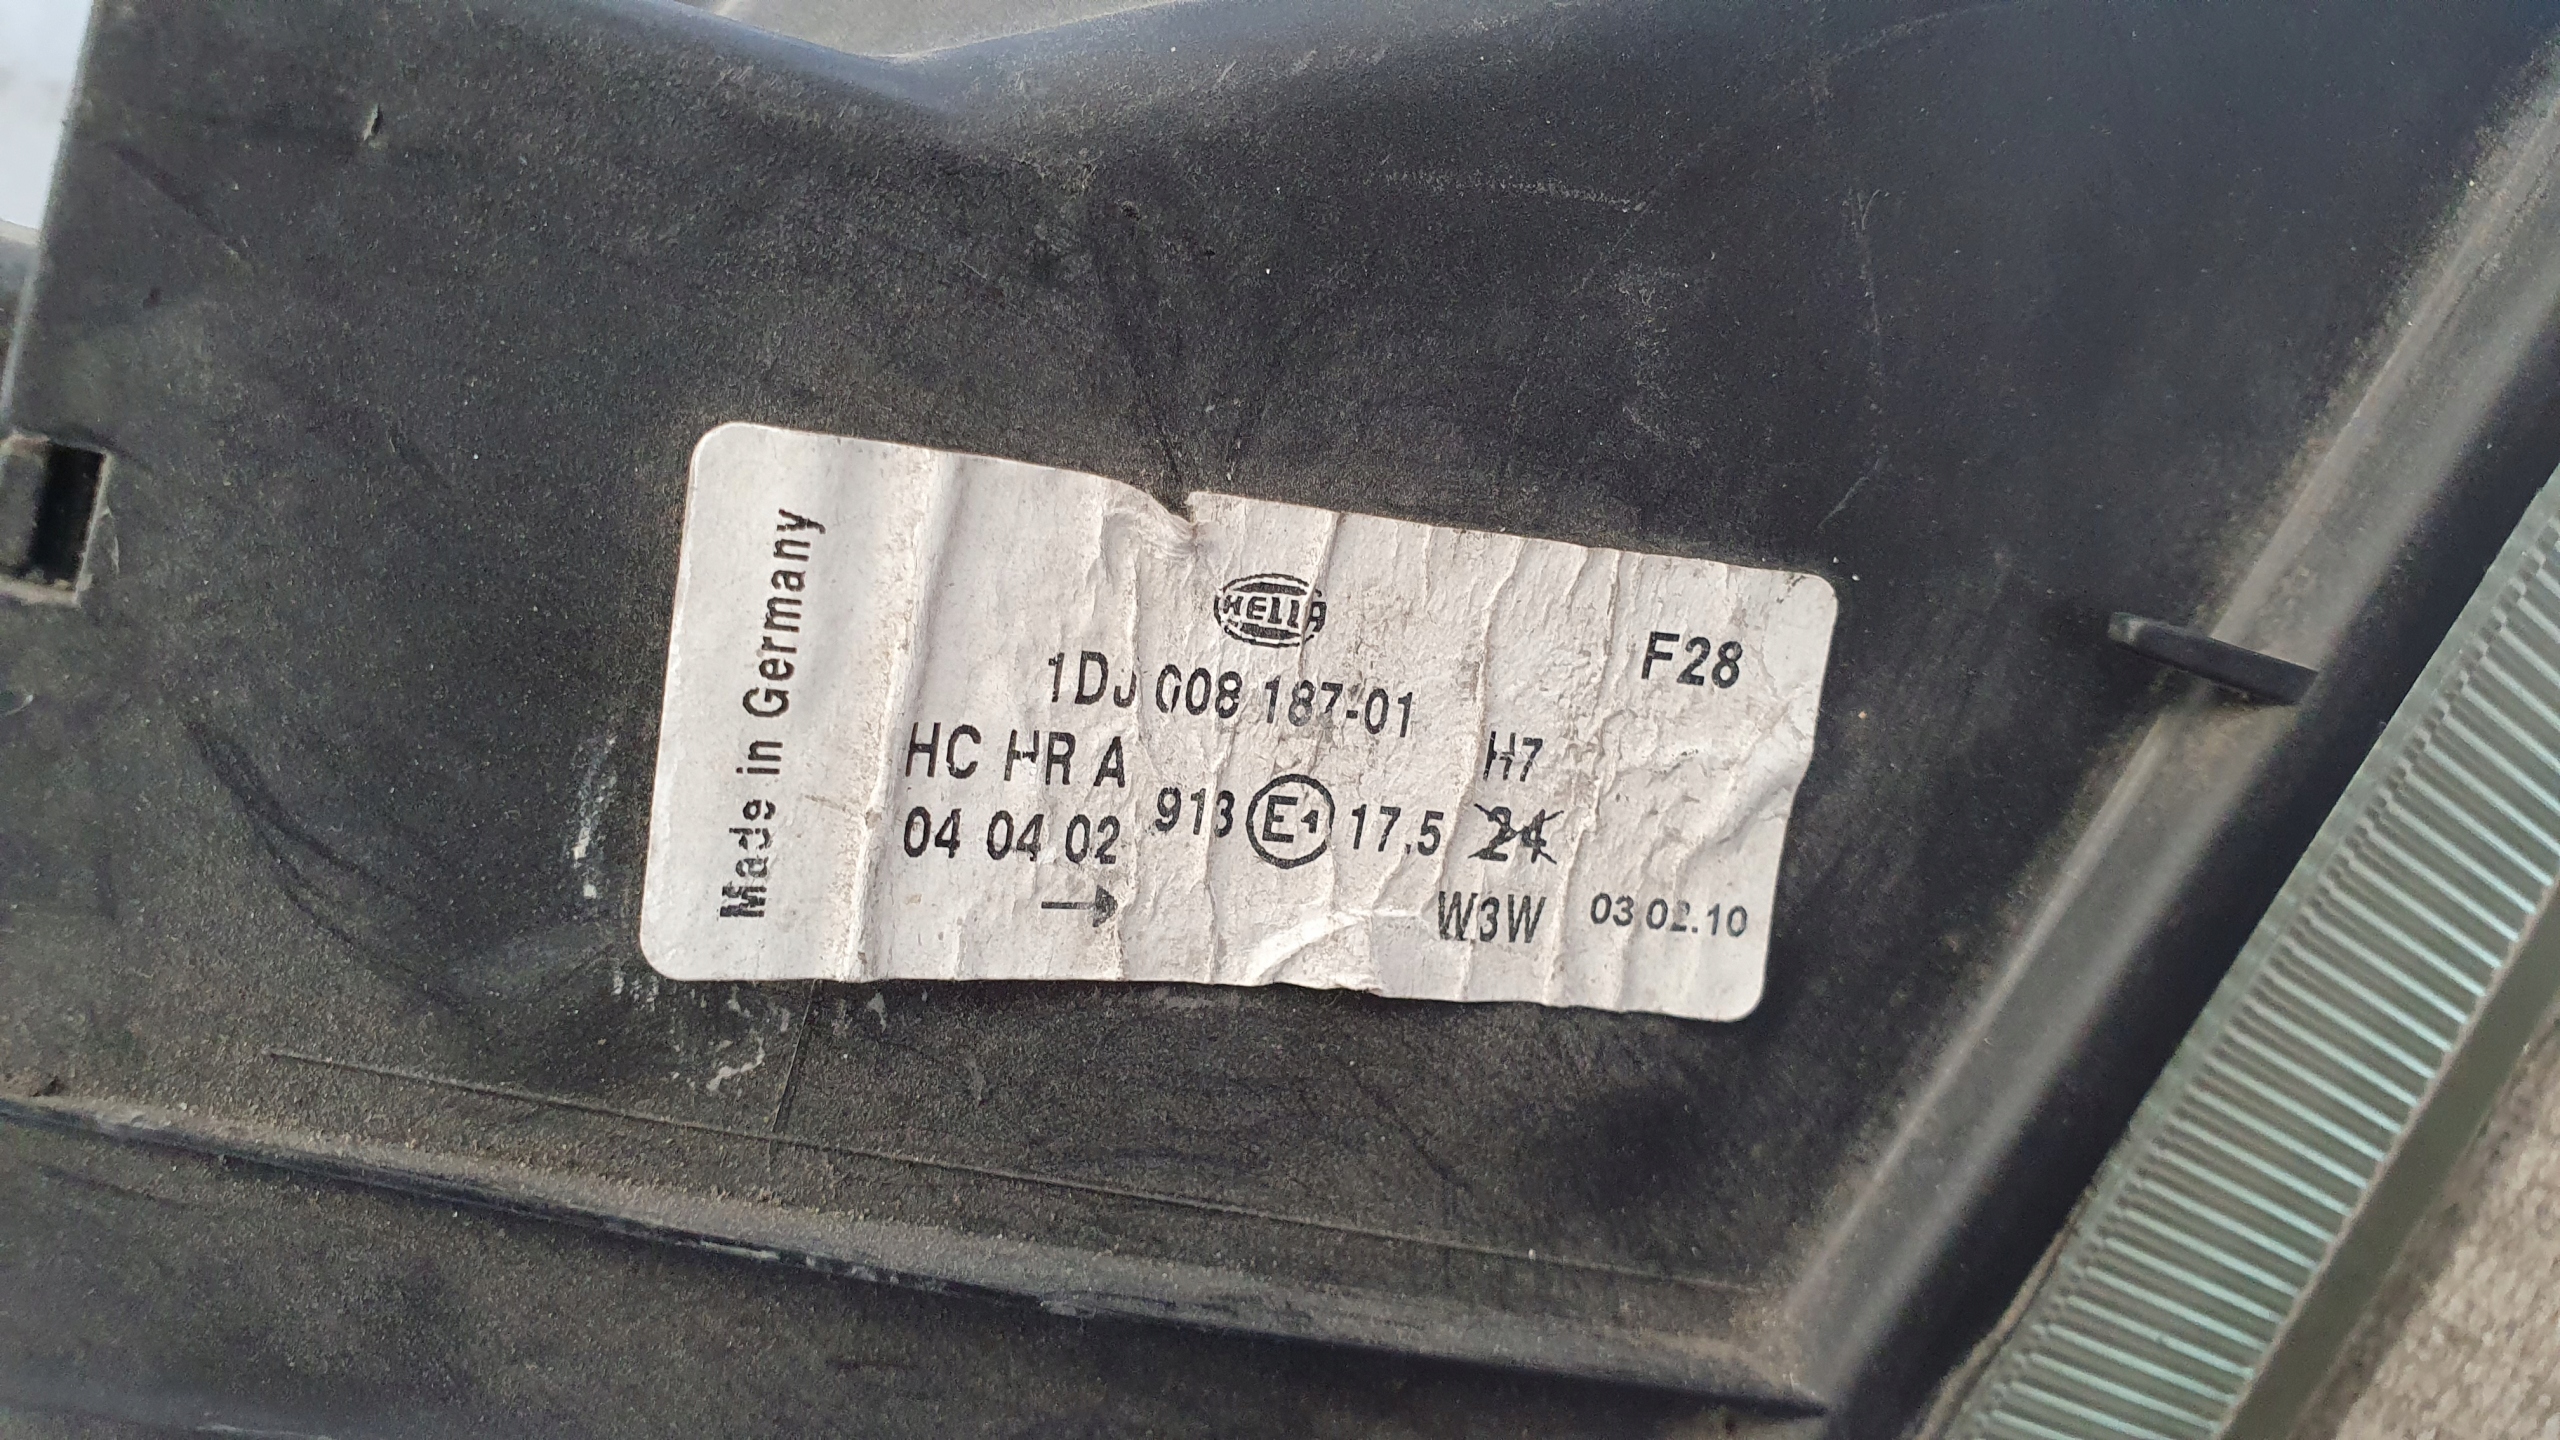 Made in Germany
HELLA
F28
1DJ 008 187-01
HC HR A H7
04 04 02 913 E1 17.5 24
→ W3W 03.02.10